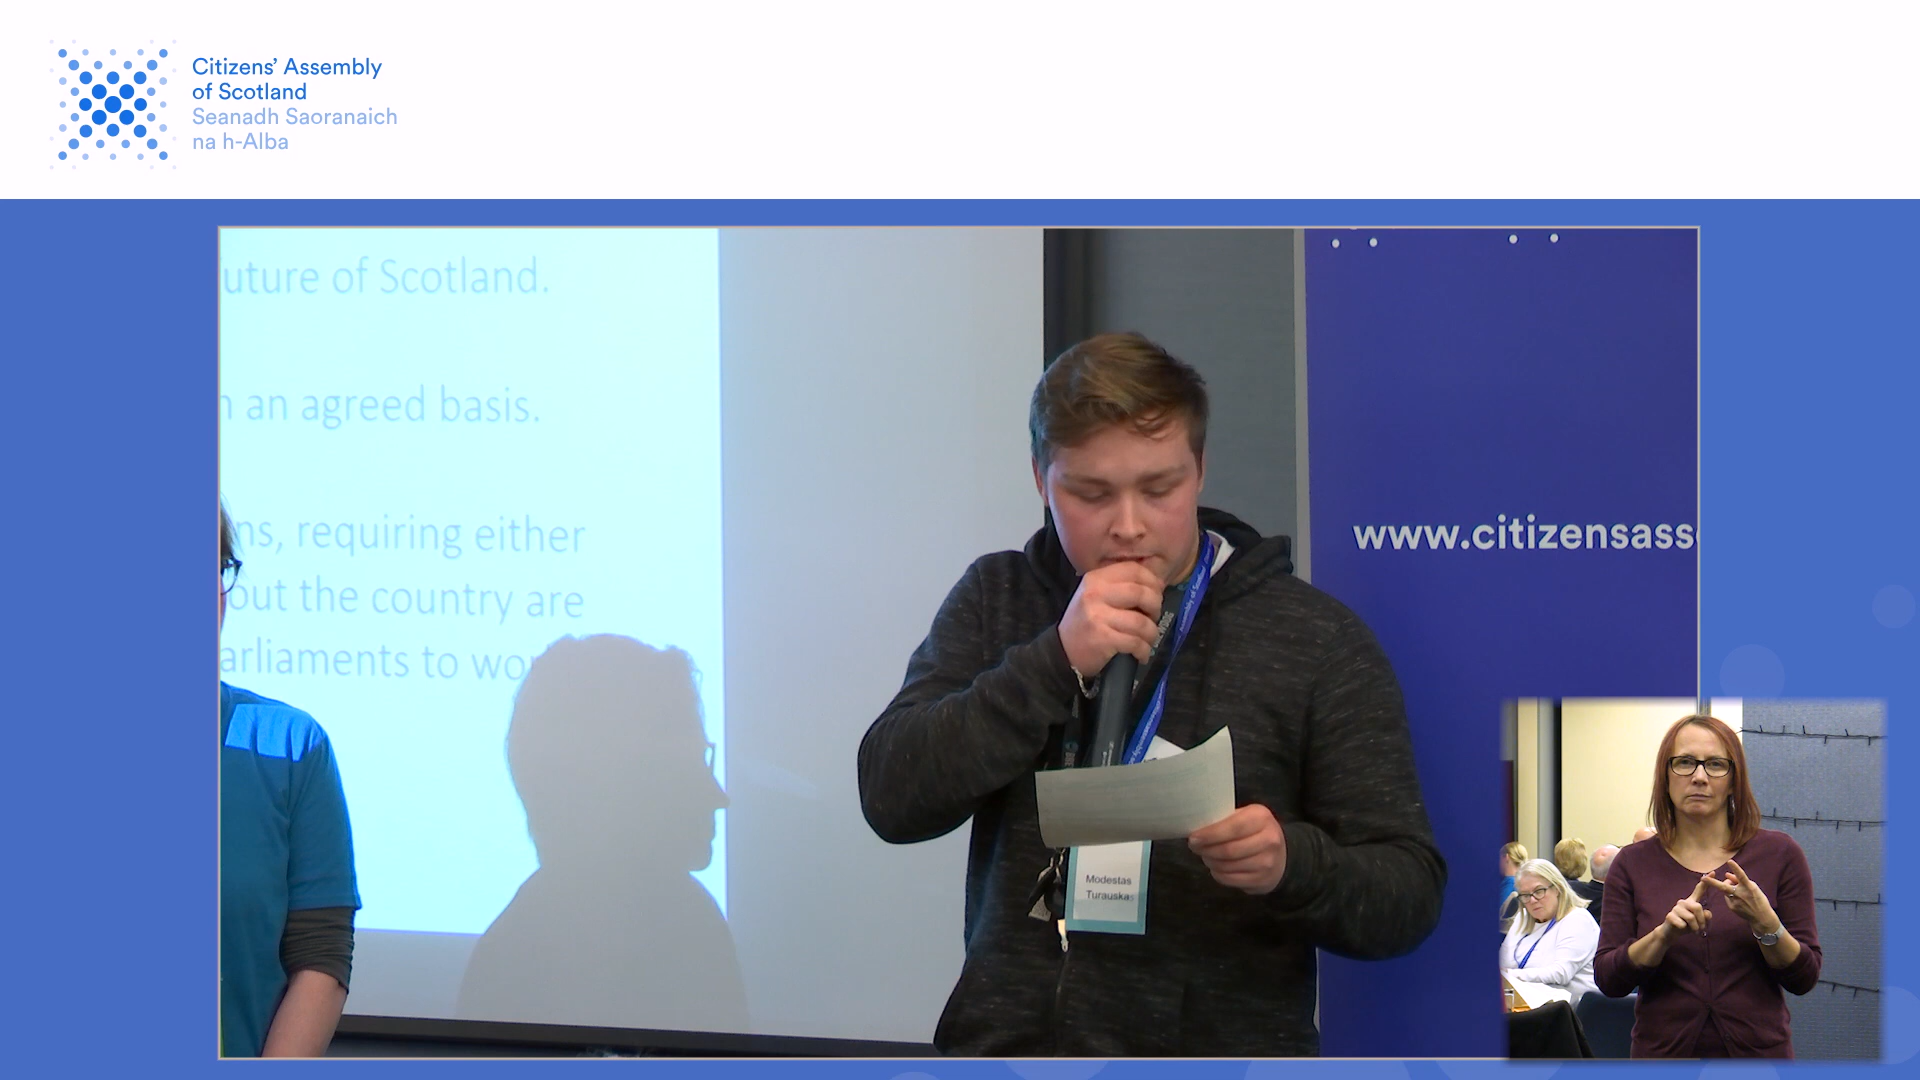 Citizens’ Assembly
of Scotland
Seanadh Saoranaich
na h-Alba
uture of Scotland.
n an agreed basis.
ns, requiring either
out the country are
arliaments to wo
www.citizensass
Modestas
Turauskas